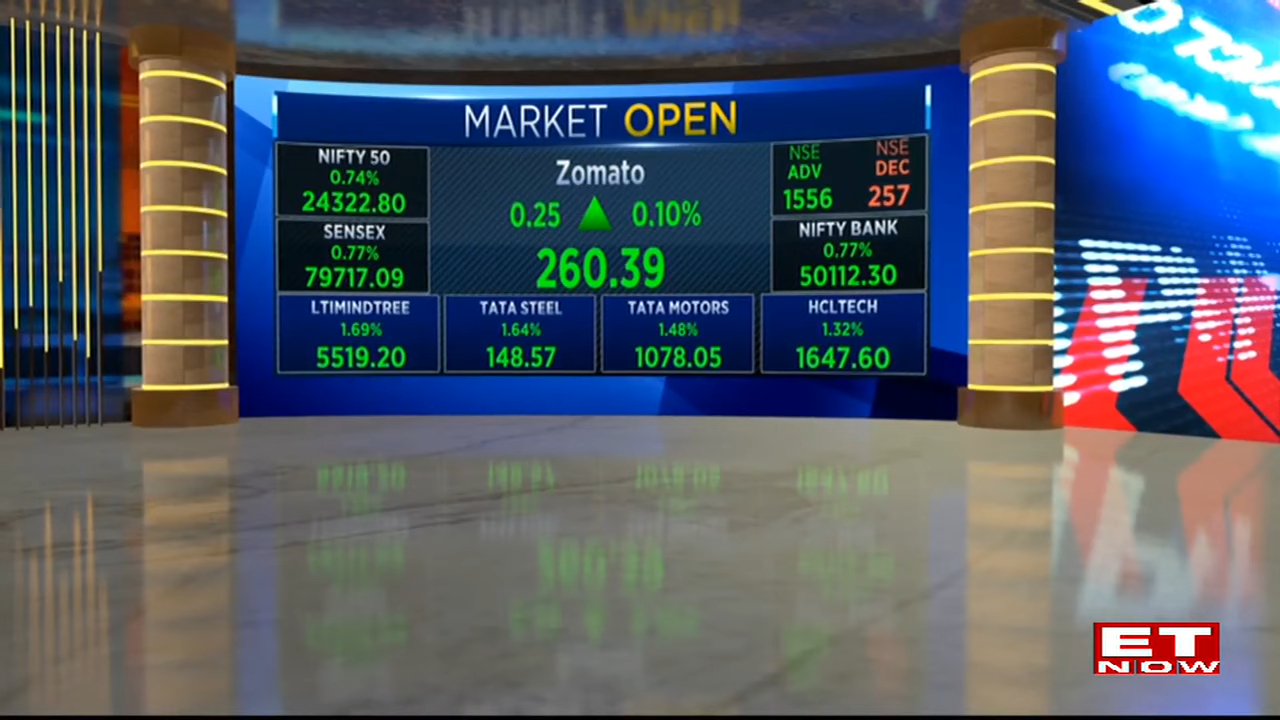 MARKET OPEN
NIFTY 50
0.74%
24322.80
SENSEX
0.77%
79717.09
Zomato
0.25 ▲ 0.10%
260.39
NSE ADV
1556
NSE DEC
257
NIFTY BANK
0.77%
50112.30
LTIMINDTREE
1.69%
5519.20
TATA STEEL
1.64%
148.57
TATA MOTORS
1.48%
1078.05
HCLTECH
1.32%
1647.60
ET
NOW